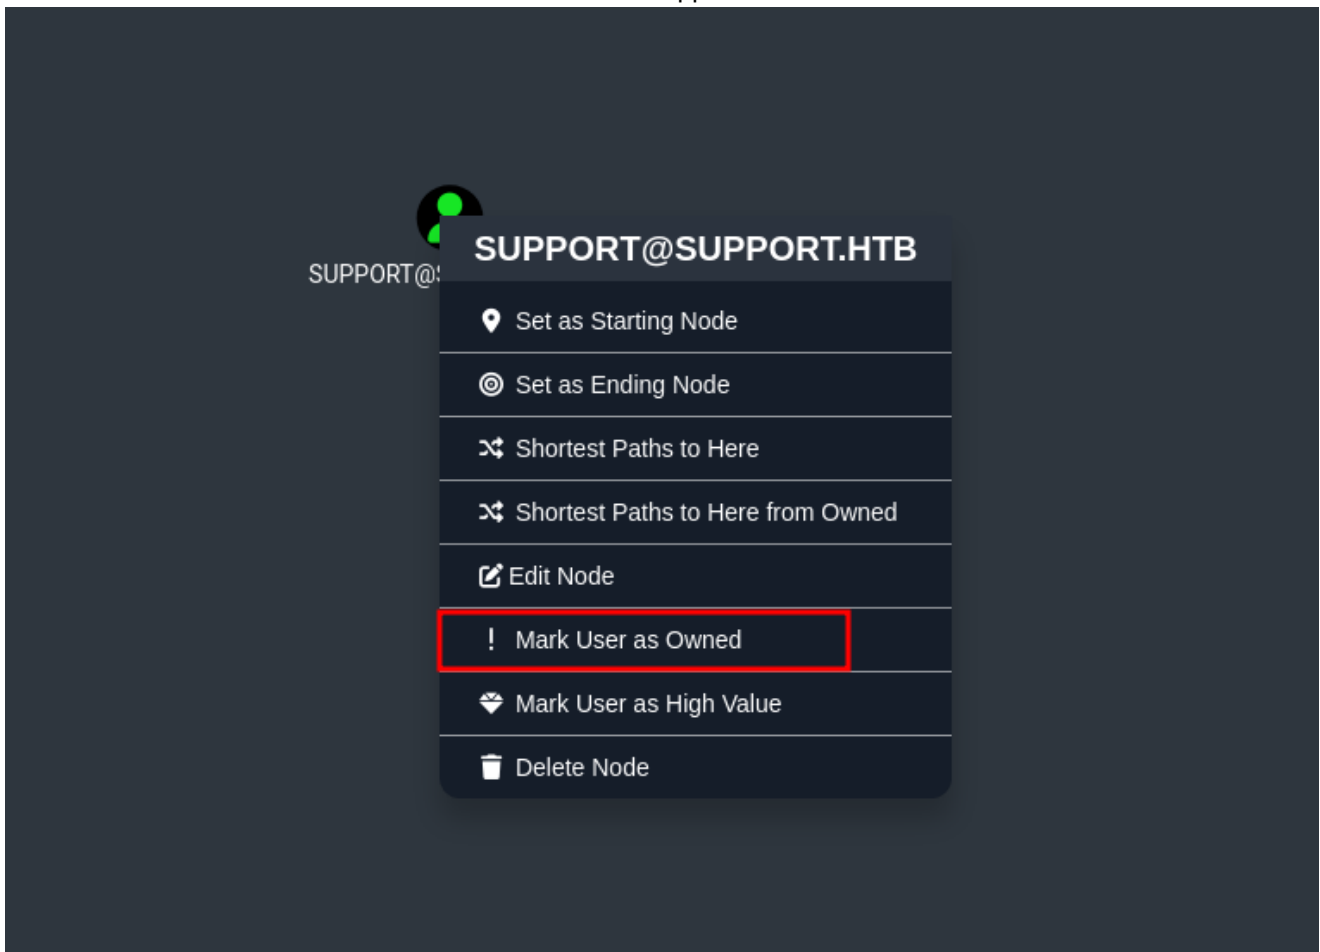 SUPPORT@SUPPORT.HTB
SUPPORT@
Set as Starting Node
Set as Ending Node
Shortest Paths to Here
Shortest Paths to Here from Owned
Edit Node
! Mark User as Owned
Mark User as High Value
Delete Node